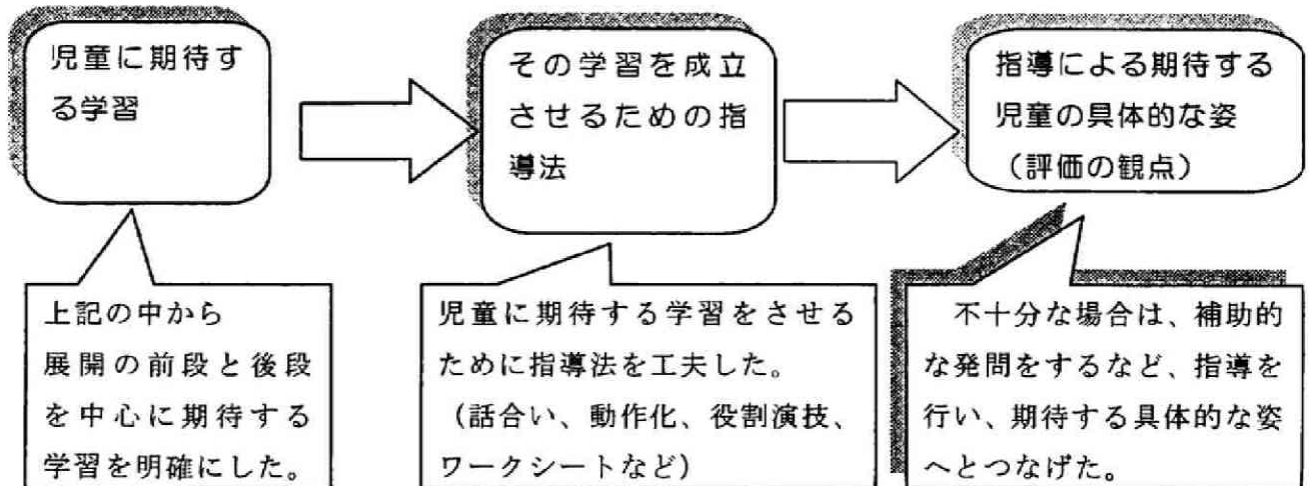 児童に期待す
る学習
その学習を成立
させるための指
導法
指導による期待する
児童の具体的な姿
(評価の観点)
上記の中から
展開の前段と後段
を中心に期待する
学習を明確にした。
児童に期待する学習をさせる
ために指導法を工夫した。
(話合い、動作化、役割演技、
ワークシートなど)
不十分な場合は、補助的
な発問をするなど、指導を
行い、期待する具体的な姿
へとつなげた。